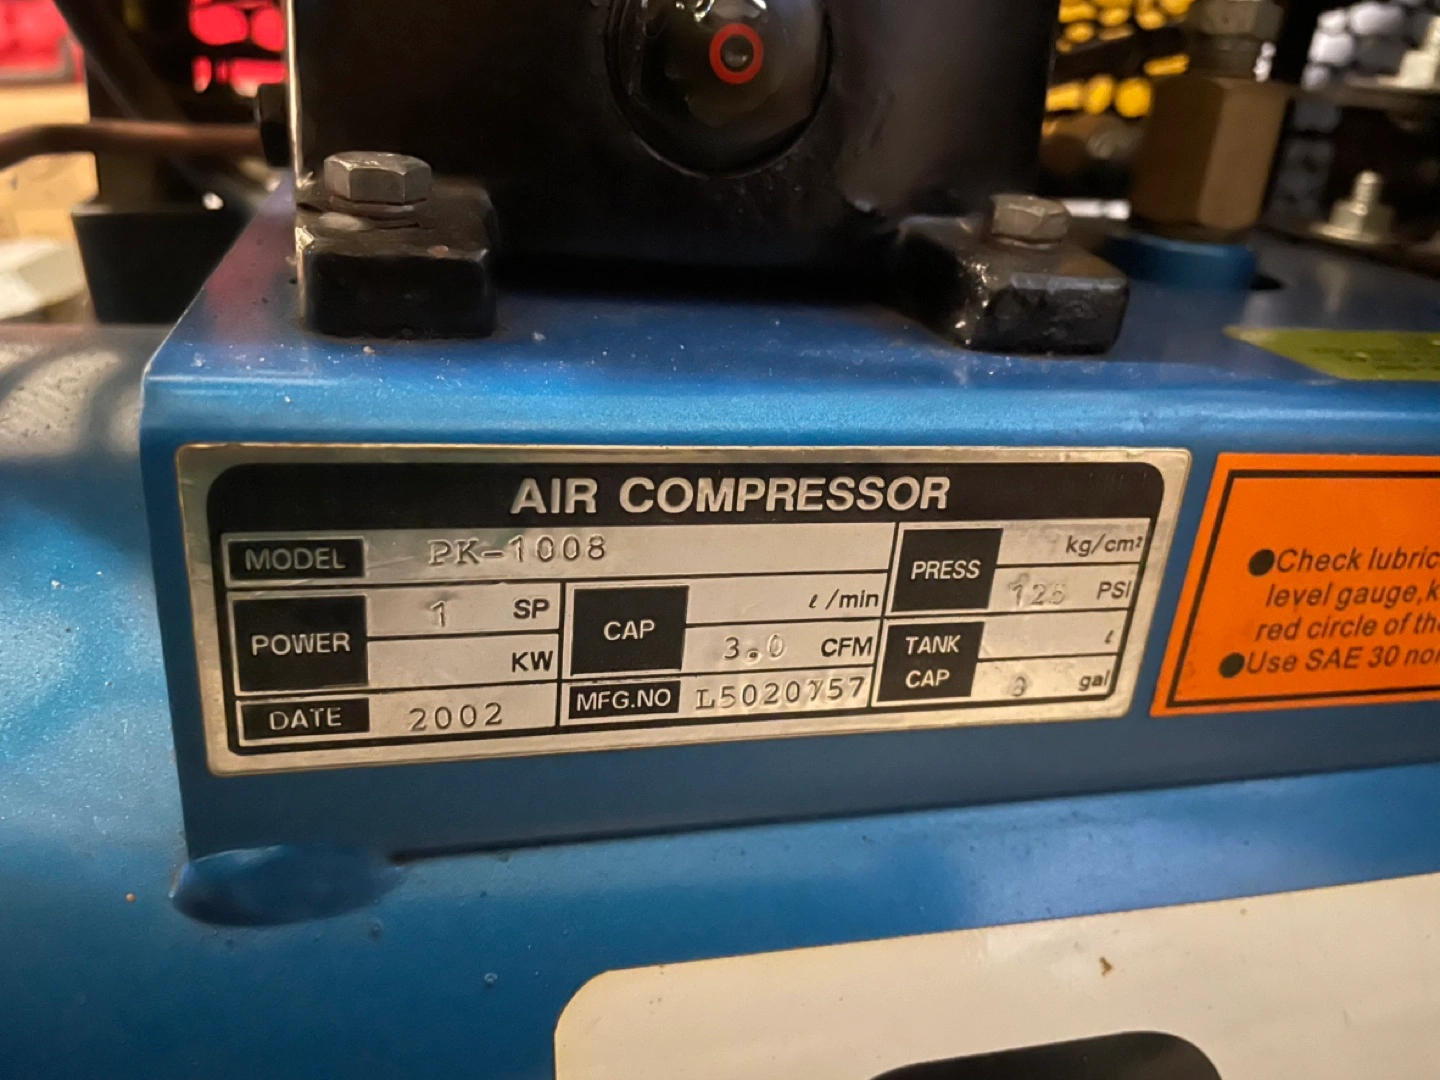 AIR COMPRESSOR
MODEL PK-1008
POWER 1 SP
KW
CAP ℓ/min
3.0 CFM
PRESS kg/cm²
125 PSI
TANK CAP ℓ
gal
DATE 2002
MFG.NO L5020757
●Check lubric
level gauge,k
red circle of th
●Use SAE 30 no